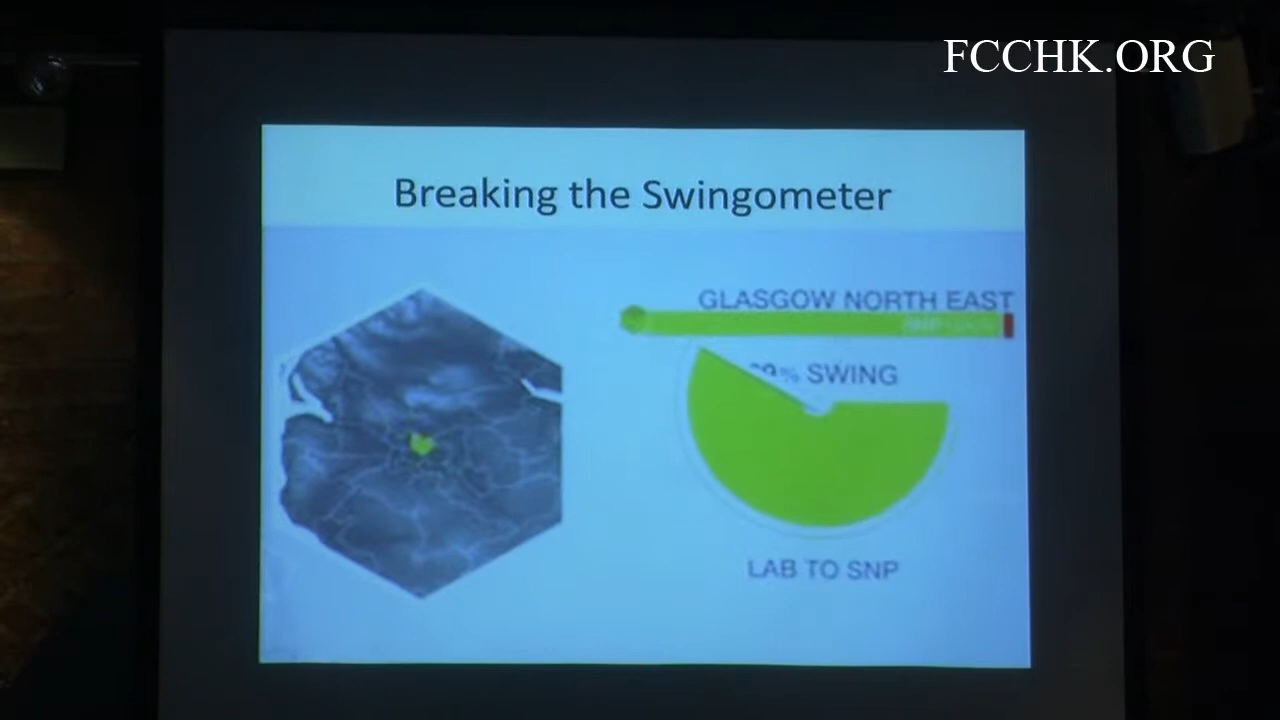 FCCHK.ORG
Breaking the Swingometer
GLASGOW NORTH EAST
% SWING
LAB TO SNP